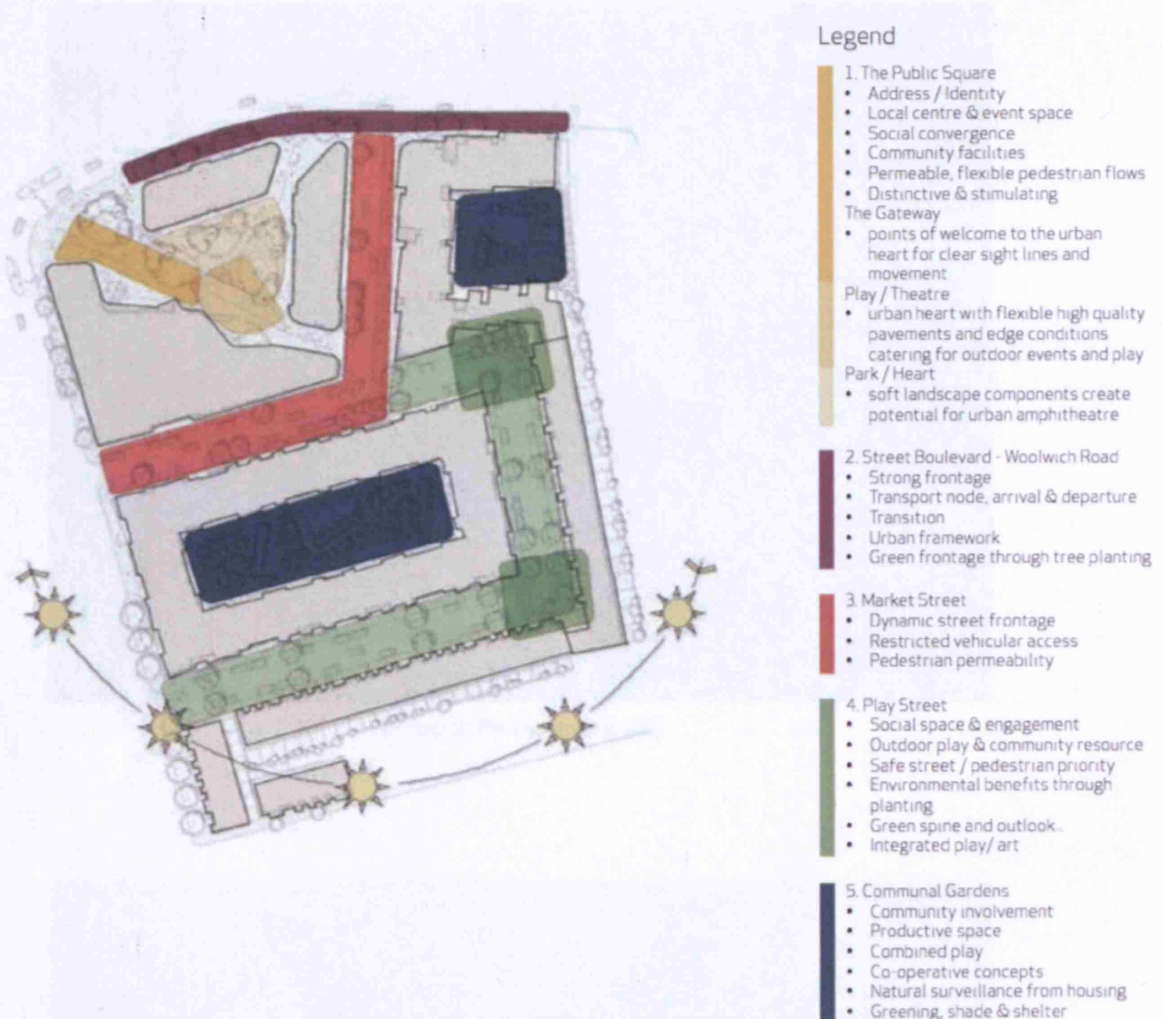 Legend
1. The Public Square
• Address / Identity
• Local centre & event space
• Social convergence
• Community facilities
• Permeable, flexible pedestrian flows
• Distinctive & stimulating
The Gateway
• points of welcome to the urban
heart for clear sight lines and
movement
Play / Theatre
• urban heart with flexible high quality
pavements and edge conditions
catering for outdoor events and play
Park / Heart
• soft landscape components create
potential for urban amphitheatre
2. Street Boulevard - Woolwich Road
• Strong frontage
• Transport node, arrival & departure
• Transition
• Urban framework
• Green frontage through tree planting
3. Market Street
• Dynamic street frontage
• Restricted vehicular access
• Pedestrian permeability
4. Play Street
• Social space & engagement
• Outdoor play & community resource
• Safe street / pedestrian priority
• Environmental benefits through
planting
• Green spine and outlook..
• Integrated play/ art
5. Communal Gardens
• Community involvement
• Productive space
• Combined play
• Co-operative concepts
• Natural surveillance from housing
• Greening, shade & shelter